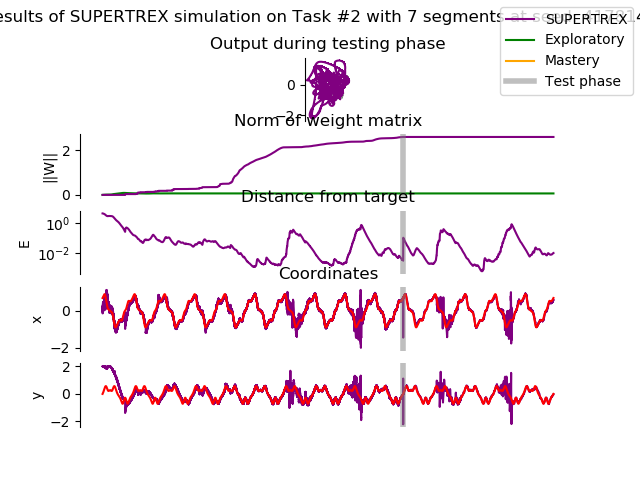 esults of SUPERTREX simulation on Task #2 with 7 segments
SUPERTREX
Exploratory
Mastery
Test phase
Output during testing phase
0
−2
Norm of weight matrix
||W||
2
0
Distance from target
E
10⁰
10⁻²
Coordinates
x
0
−2
y
2
0
−2